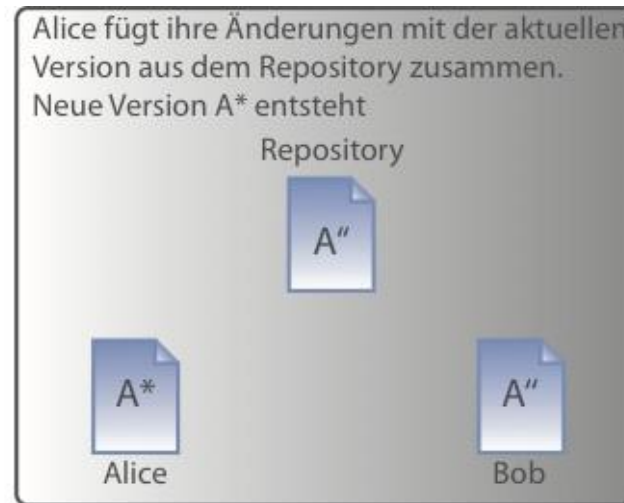 Alice fügt ihre Änderungen mit der aktuellen
Version aus dem Repository zusammen.
Neue Version A* entsteht
Repository
A“
A*
A“
Alice
Bob